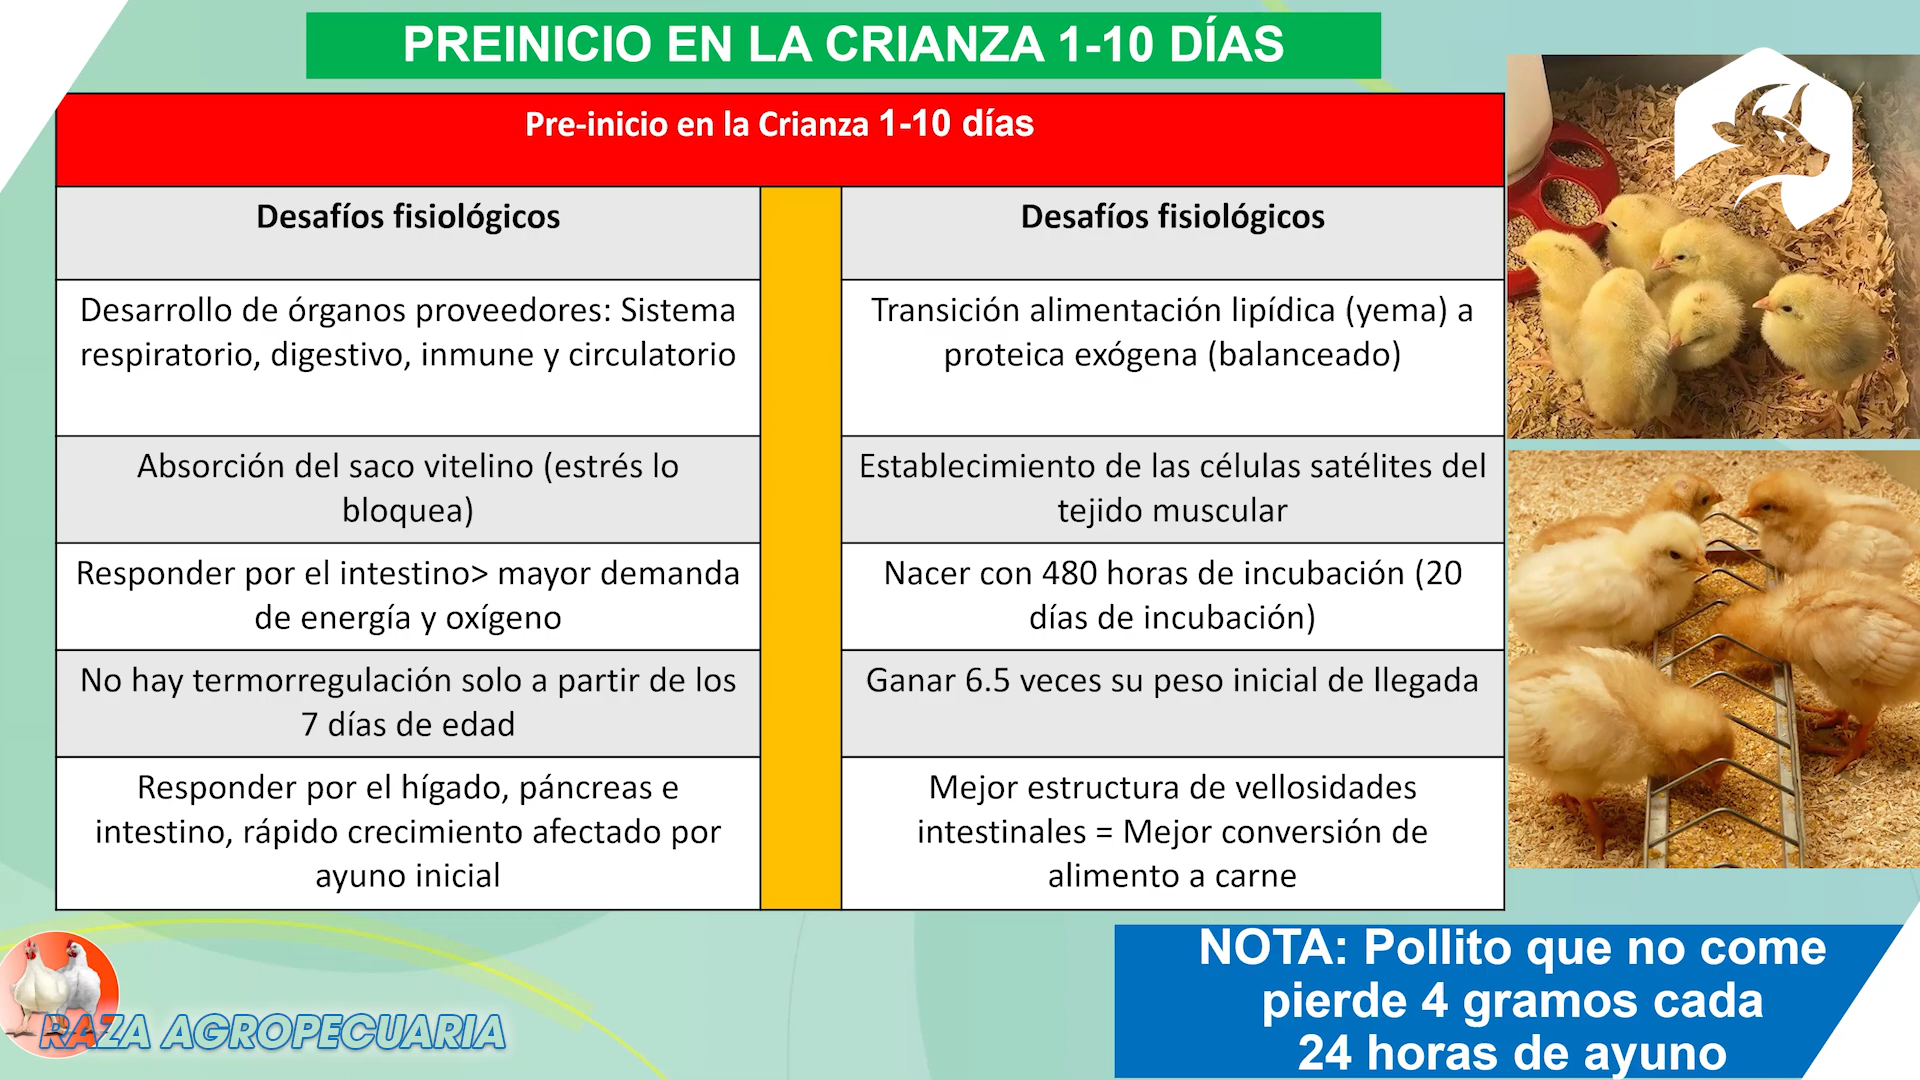 PREINICIO EN LA CRIANZA 1-10 DÍAS
Pre-inicio en la Crianza 1-10 días
Desafíos fisiológicos
Desafíos fisiológicos
Desarrollo de órganos proveedores: Sistema
respiratorio, digestivo, inmune y circulatorio
Transición alimentación lipídica (yema) a
proteica exógena (balanceado)
Absorción del saco vitelino (estrés lo
bloquea)
Establecimiento de las células satélites del
tejido muscular
Responder por el intestino> mayor demanda
de energía y oxígeno
Nacer con 480 horas de incubación (20
días de incubación)
No hay termorregulación solo a partir de los
7 días de edad
Ganar 6.5 veces su peso inicial de llegada
Responder por el hígado, páncreas e
intestino, rápido crecimiento afectado por
ayuno inicial
Mejor estructura de vellosidades
intestinales = Mejor conversión de
alimento a carne
NOTA: Pollito que no come
pierde 4 gramos cada
24 horas de ayuno
RAZA AGROPECUARIA